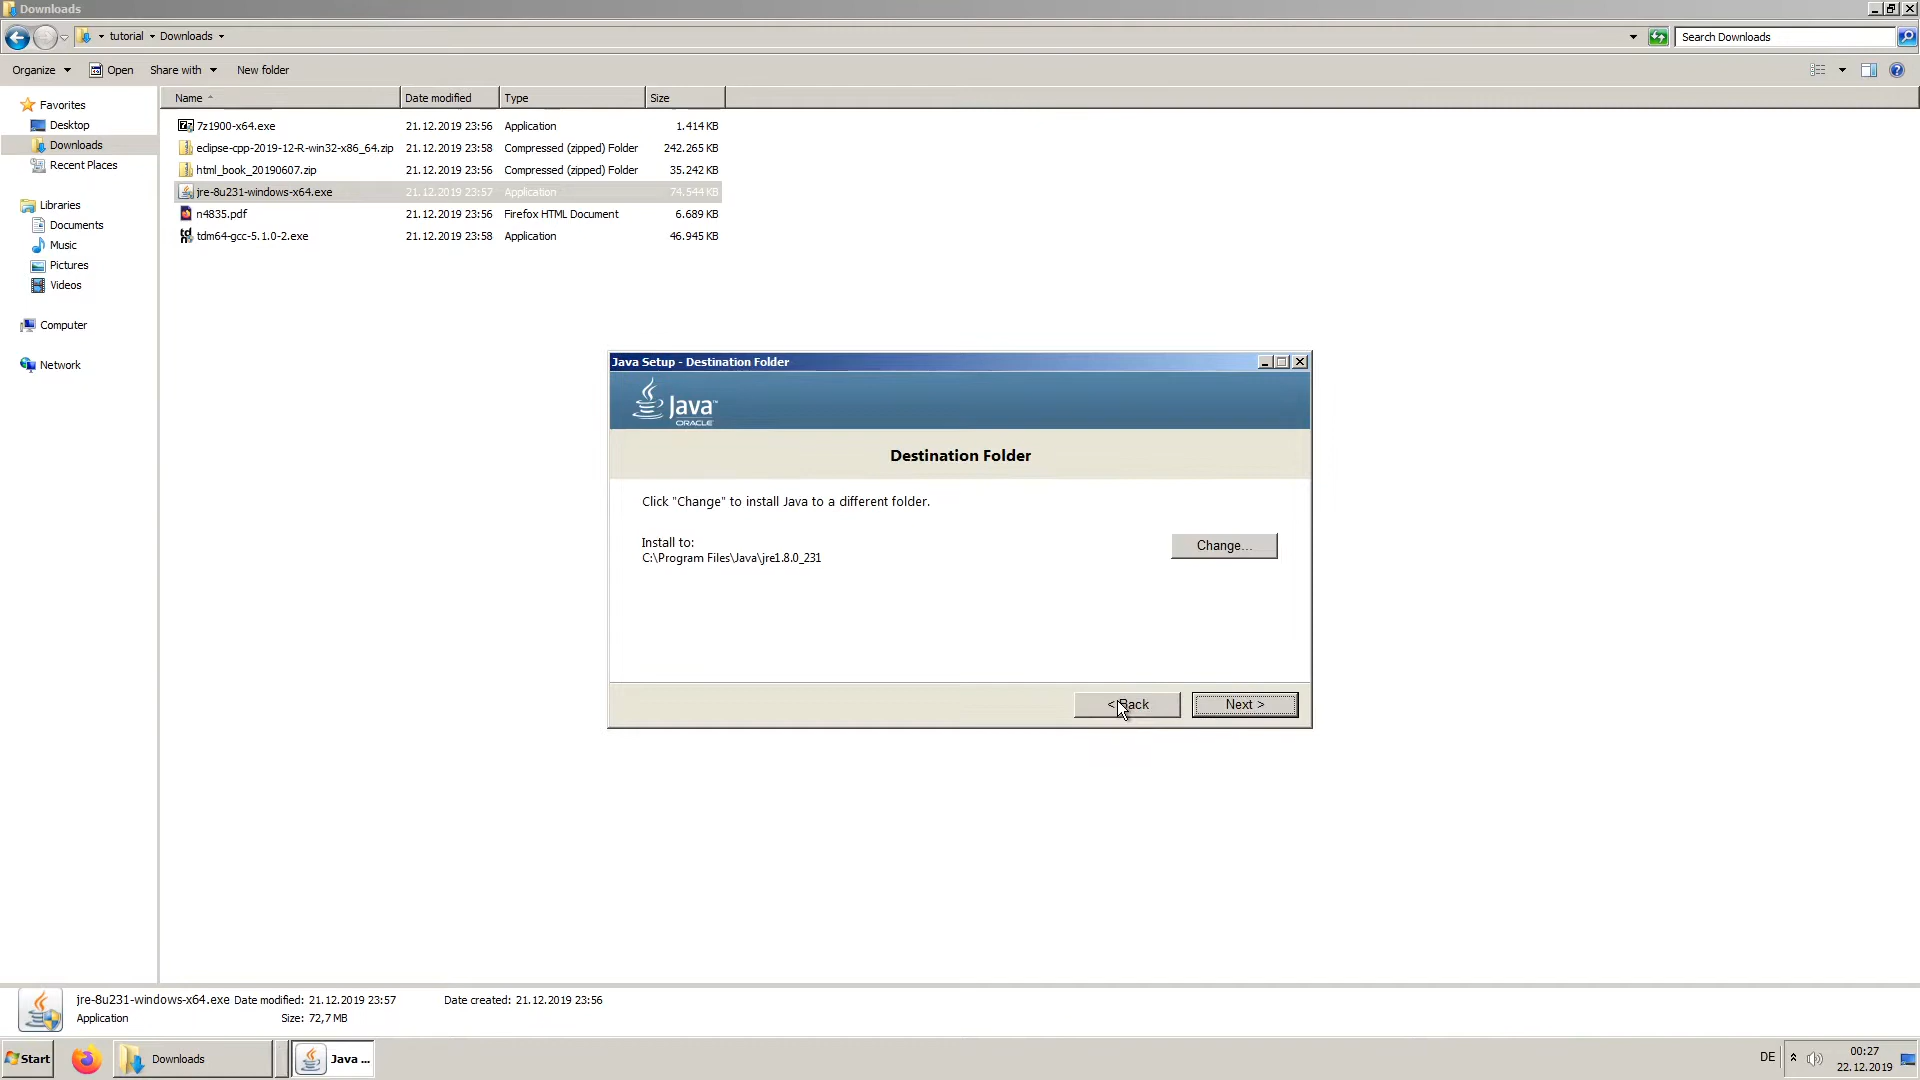 Downloads
tutorial Downloads
Search Downloads
Organize Open Share with New folder
Name Date modified Type Size
Favorites
Desktop
Downloads
Recent Places
Libraries
Documents
Music
Pictures
Videos
Computer
Network
7z1900-x64.exe 21.12.2019 23:56 Application 1.414 KB
eclipse-cpp-2019-12-R-win32-x86_64.zip 21.12.2019 23:58 Compressed (zipped) Folder 242.265 KB
html_book_20190607.zip 21.12.2019 23:56 Compressed (zipped) Folder 35.242 KB
jre-8u231-windows-x64.exe 21.12.2019 23:57 Application 74.544 KB
n4835.pdf 21.12.2019 23:56 Firefox HTML Document 6.689 KB
tdm64-gcc-5.1.0-2.exe 21.12.2019 23:58 Application 46.945 KB
Java Setup - Destination Folder
Java™
ORACLE
Destination Folder
Click "Change" to install Java to a different folder.
Install to:
C:\Program Files\Java\jre1.8.0_231
Change...
< Back Next >
jre-8u231-windows-x64.exe Date modified: 21.12.2019 23:57 Date created: 21.12.2019 23:56
Application Size: 72,7 MB
Start Downloads Java ... DE 00:27
22.12.2019